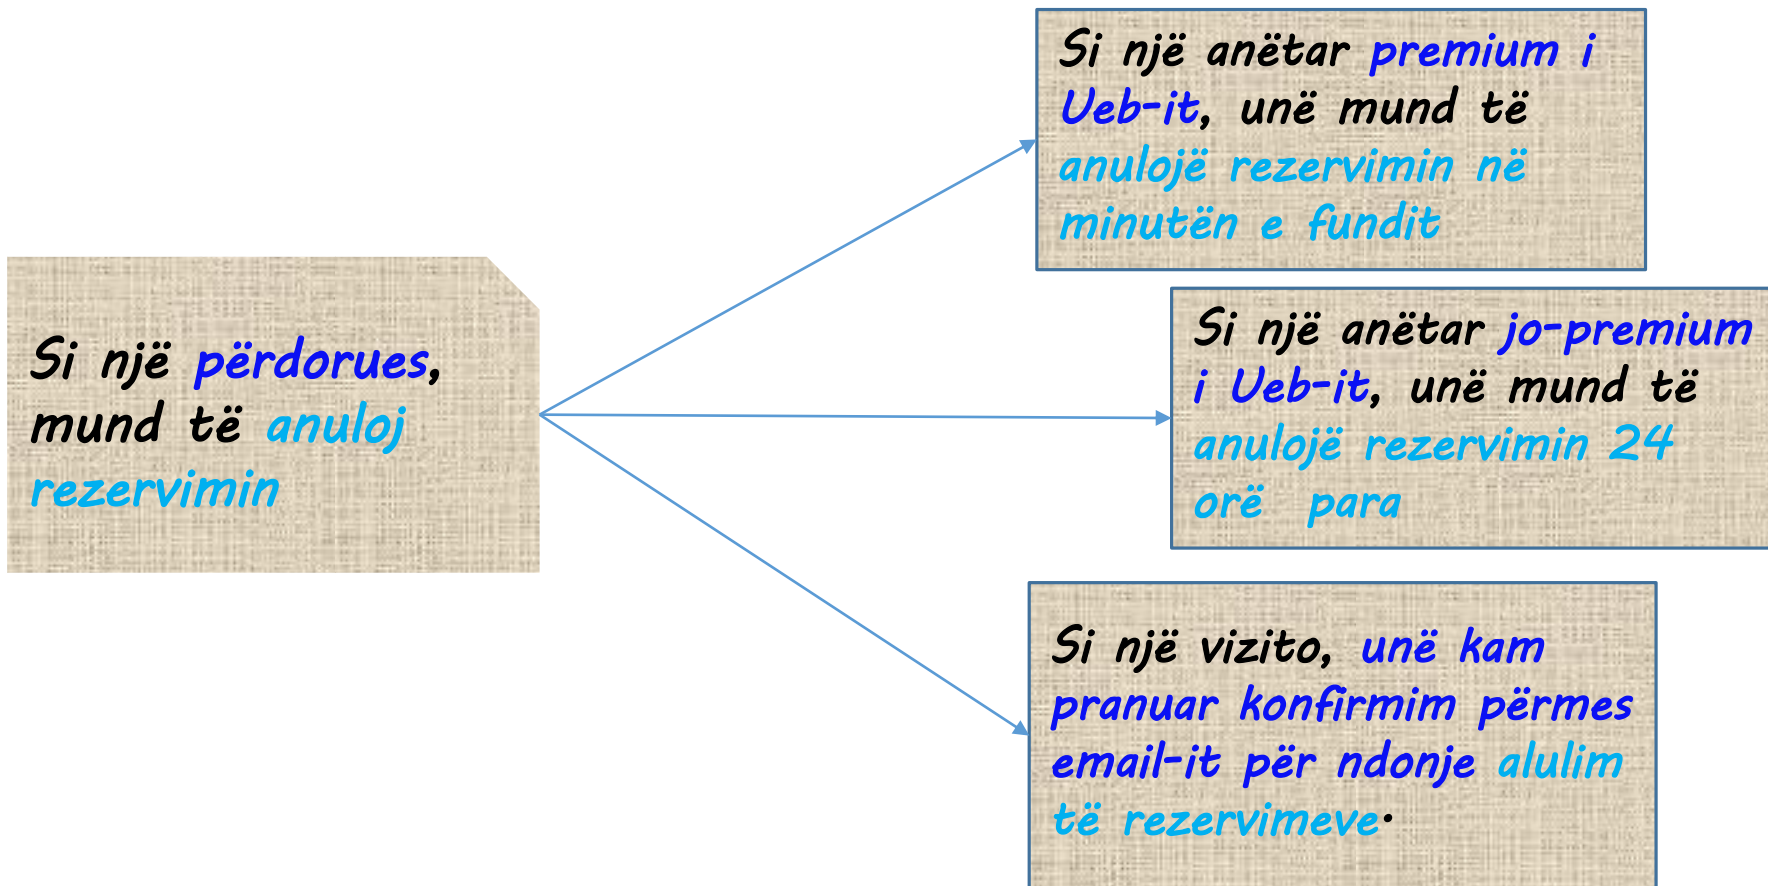 Si një përdorues,
mund të anuloj
rezervimin
Si një anëtar premium i
Ueb-it, unë mund të
anulojë rezervimin në
minutën e fundit
Si një anëtar jo-premium
i Ueb-it, unë mund të
anulojë rezervimin 24
orë para
Si një vizito, unë kam
pranuar konfirmim përmes
email-it për ndonje alulim
të rezervimeve.